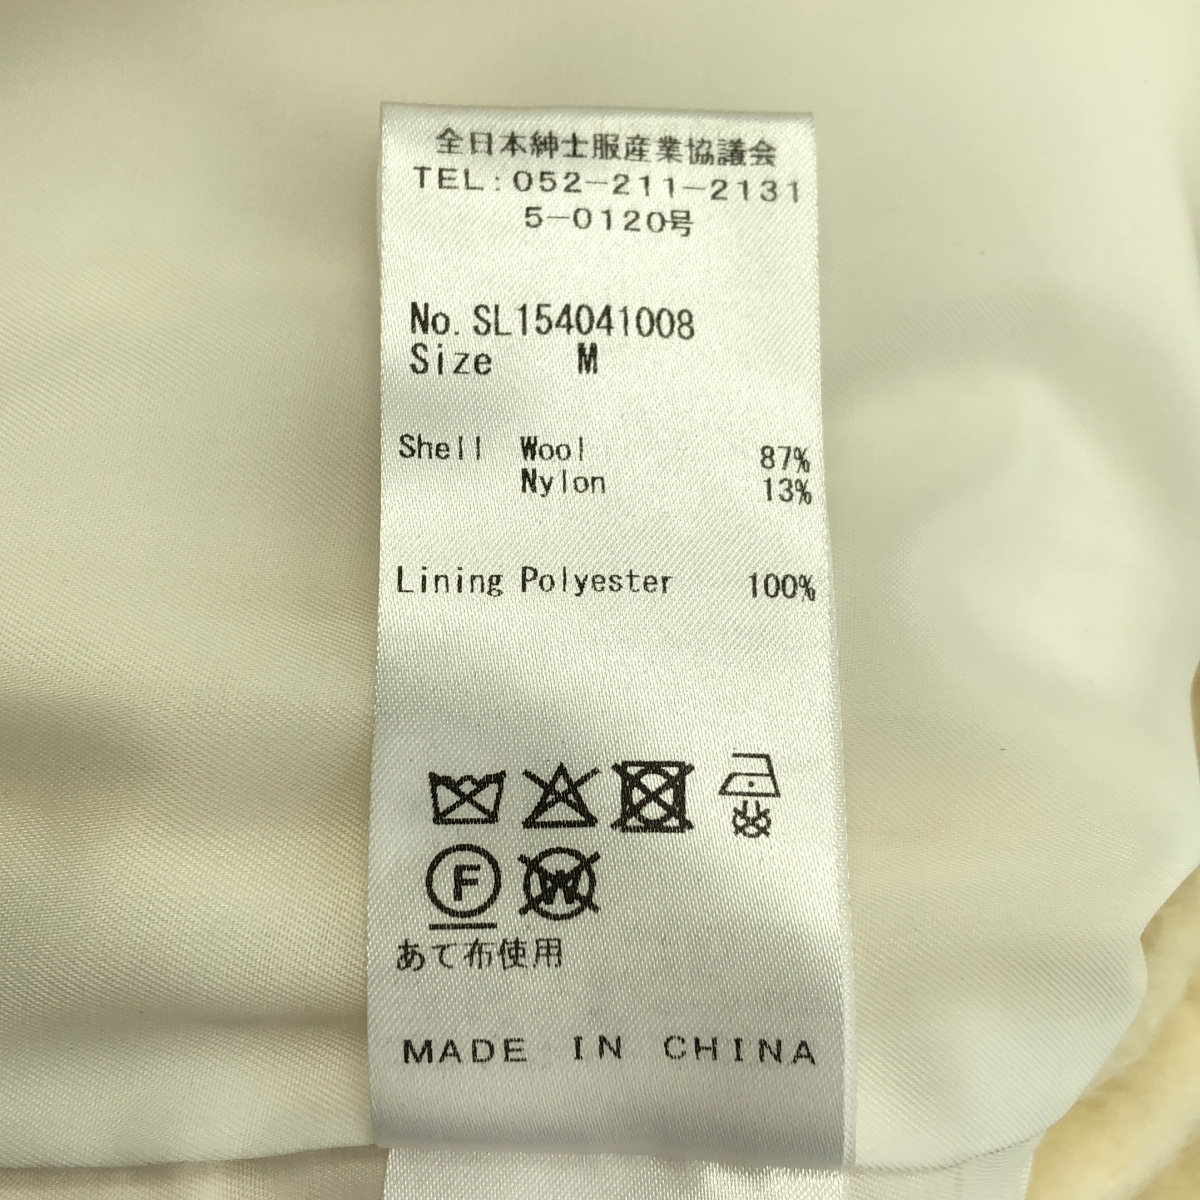 全日本紳士服産業協議会
TEL:052-211-2131
5-0120号
No.SL154041008
Size M
Shell Wool 87%
Nylon 13%
Lining Polyester 100%
F W
あて布使用
MADE IN CHINA